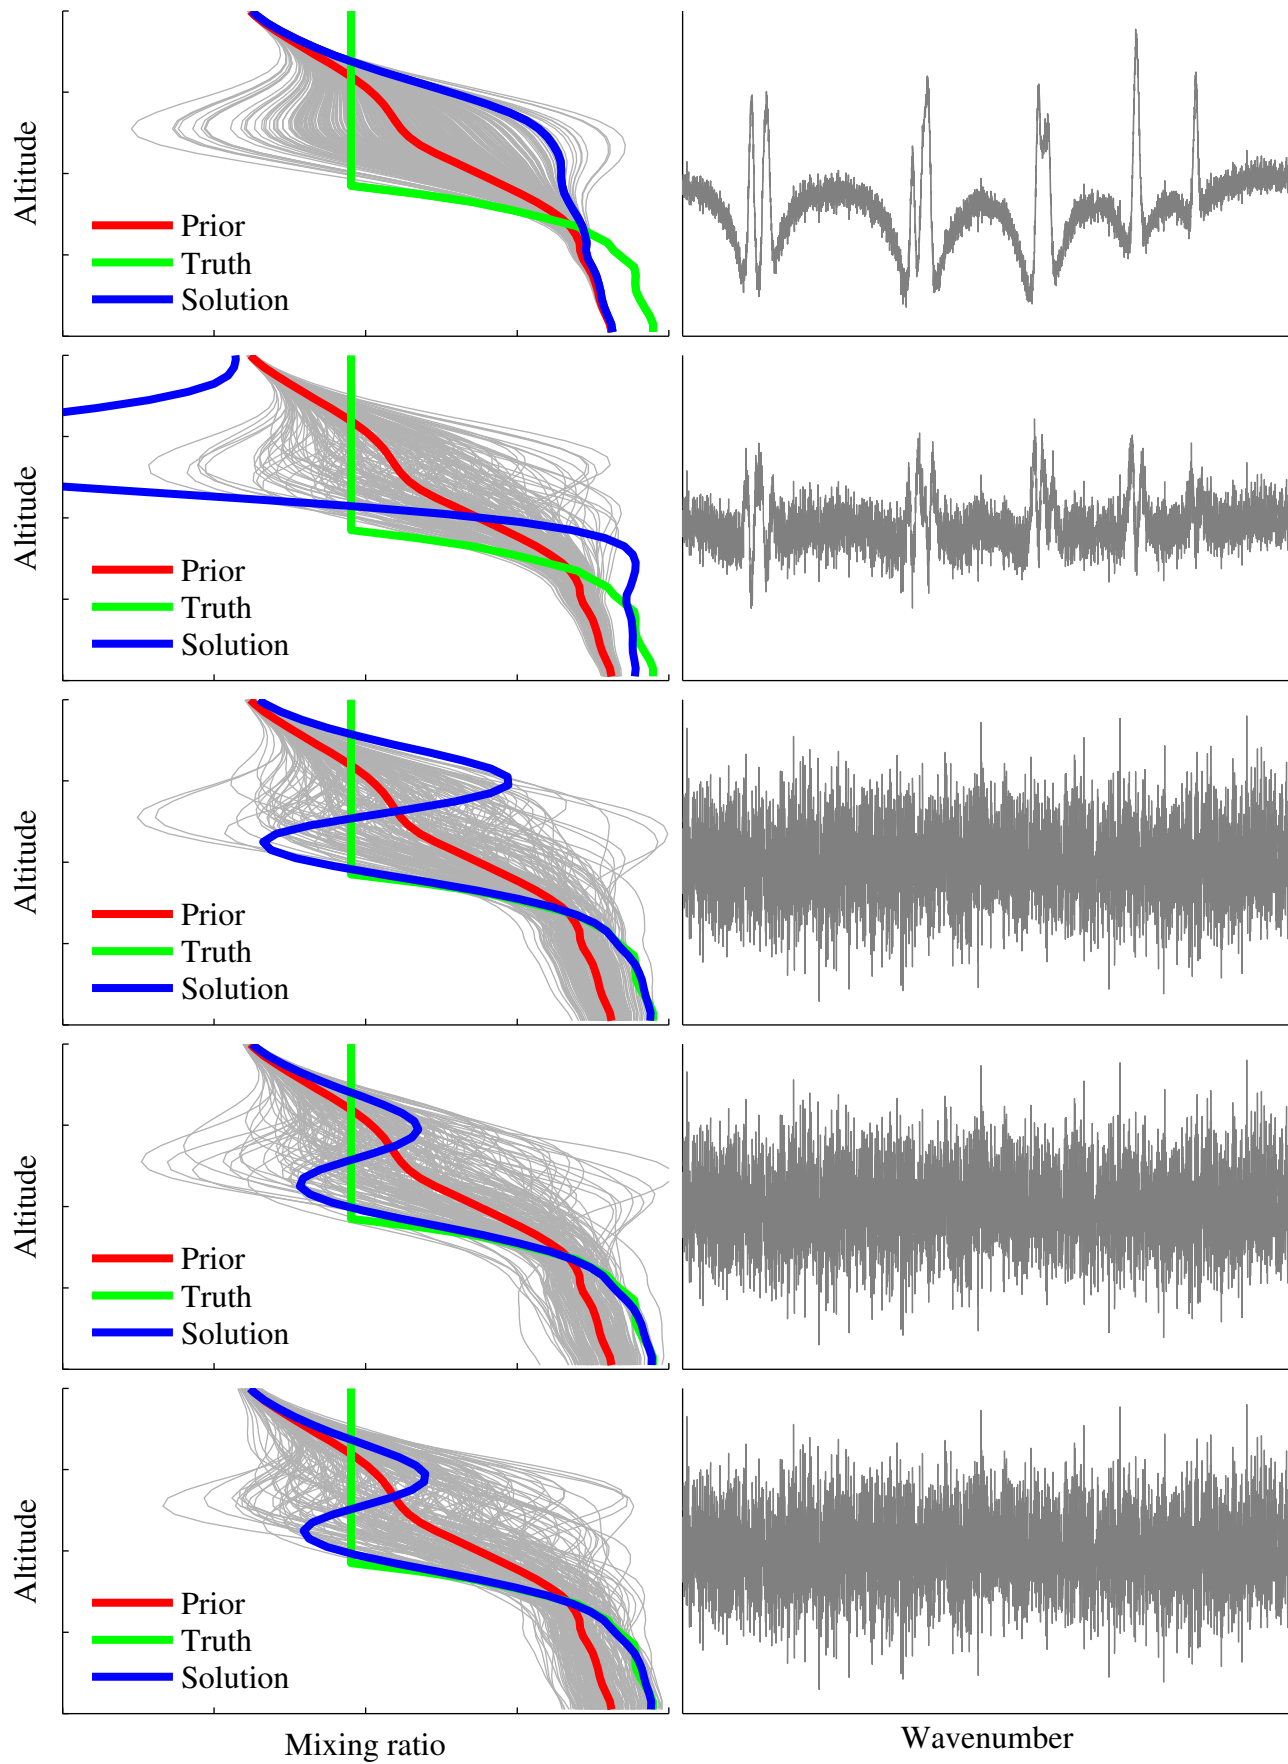 Altitude
Prior
Truth
Solution
Altitude
Prior
Truth
Solution
Altitude
Prior
Truth
Solution
Altitude
Prior
Truth
Solution
Altitude
Prior
Truth
Solution
Mixing ratio
Wavenumber